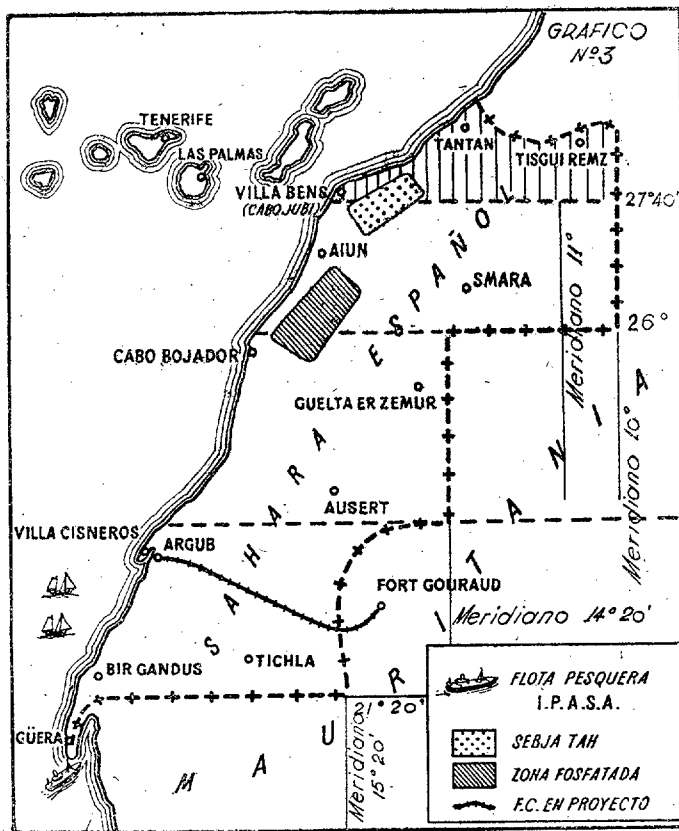 GRAFICO
Nº3
TENERIFE
LAS PALMAS
TANTAN
TISGUI REMZ
VILLA BENS
(CABO JUBI)
27°40'
AIUN
SMARA
26°
CABO BOJADOR
GUELTA ER ZEMUR
SAHARA ESPAÑOL
Meridiano 11°
Meridiano 10°
AUSERT
VILLA CISNEROS
ARGUB
FORT GOURAUD
Meridiano 14°20'
BIR GANDUS
TICHLA
21°20'
GÜERA
Meridiano
15°20'
MAURITANIA
FLOTA PESQUERA
I.P.A.S.A.
SEBJA TAH
ZONA FOSFATADA
F.C. EN PROYECTO